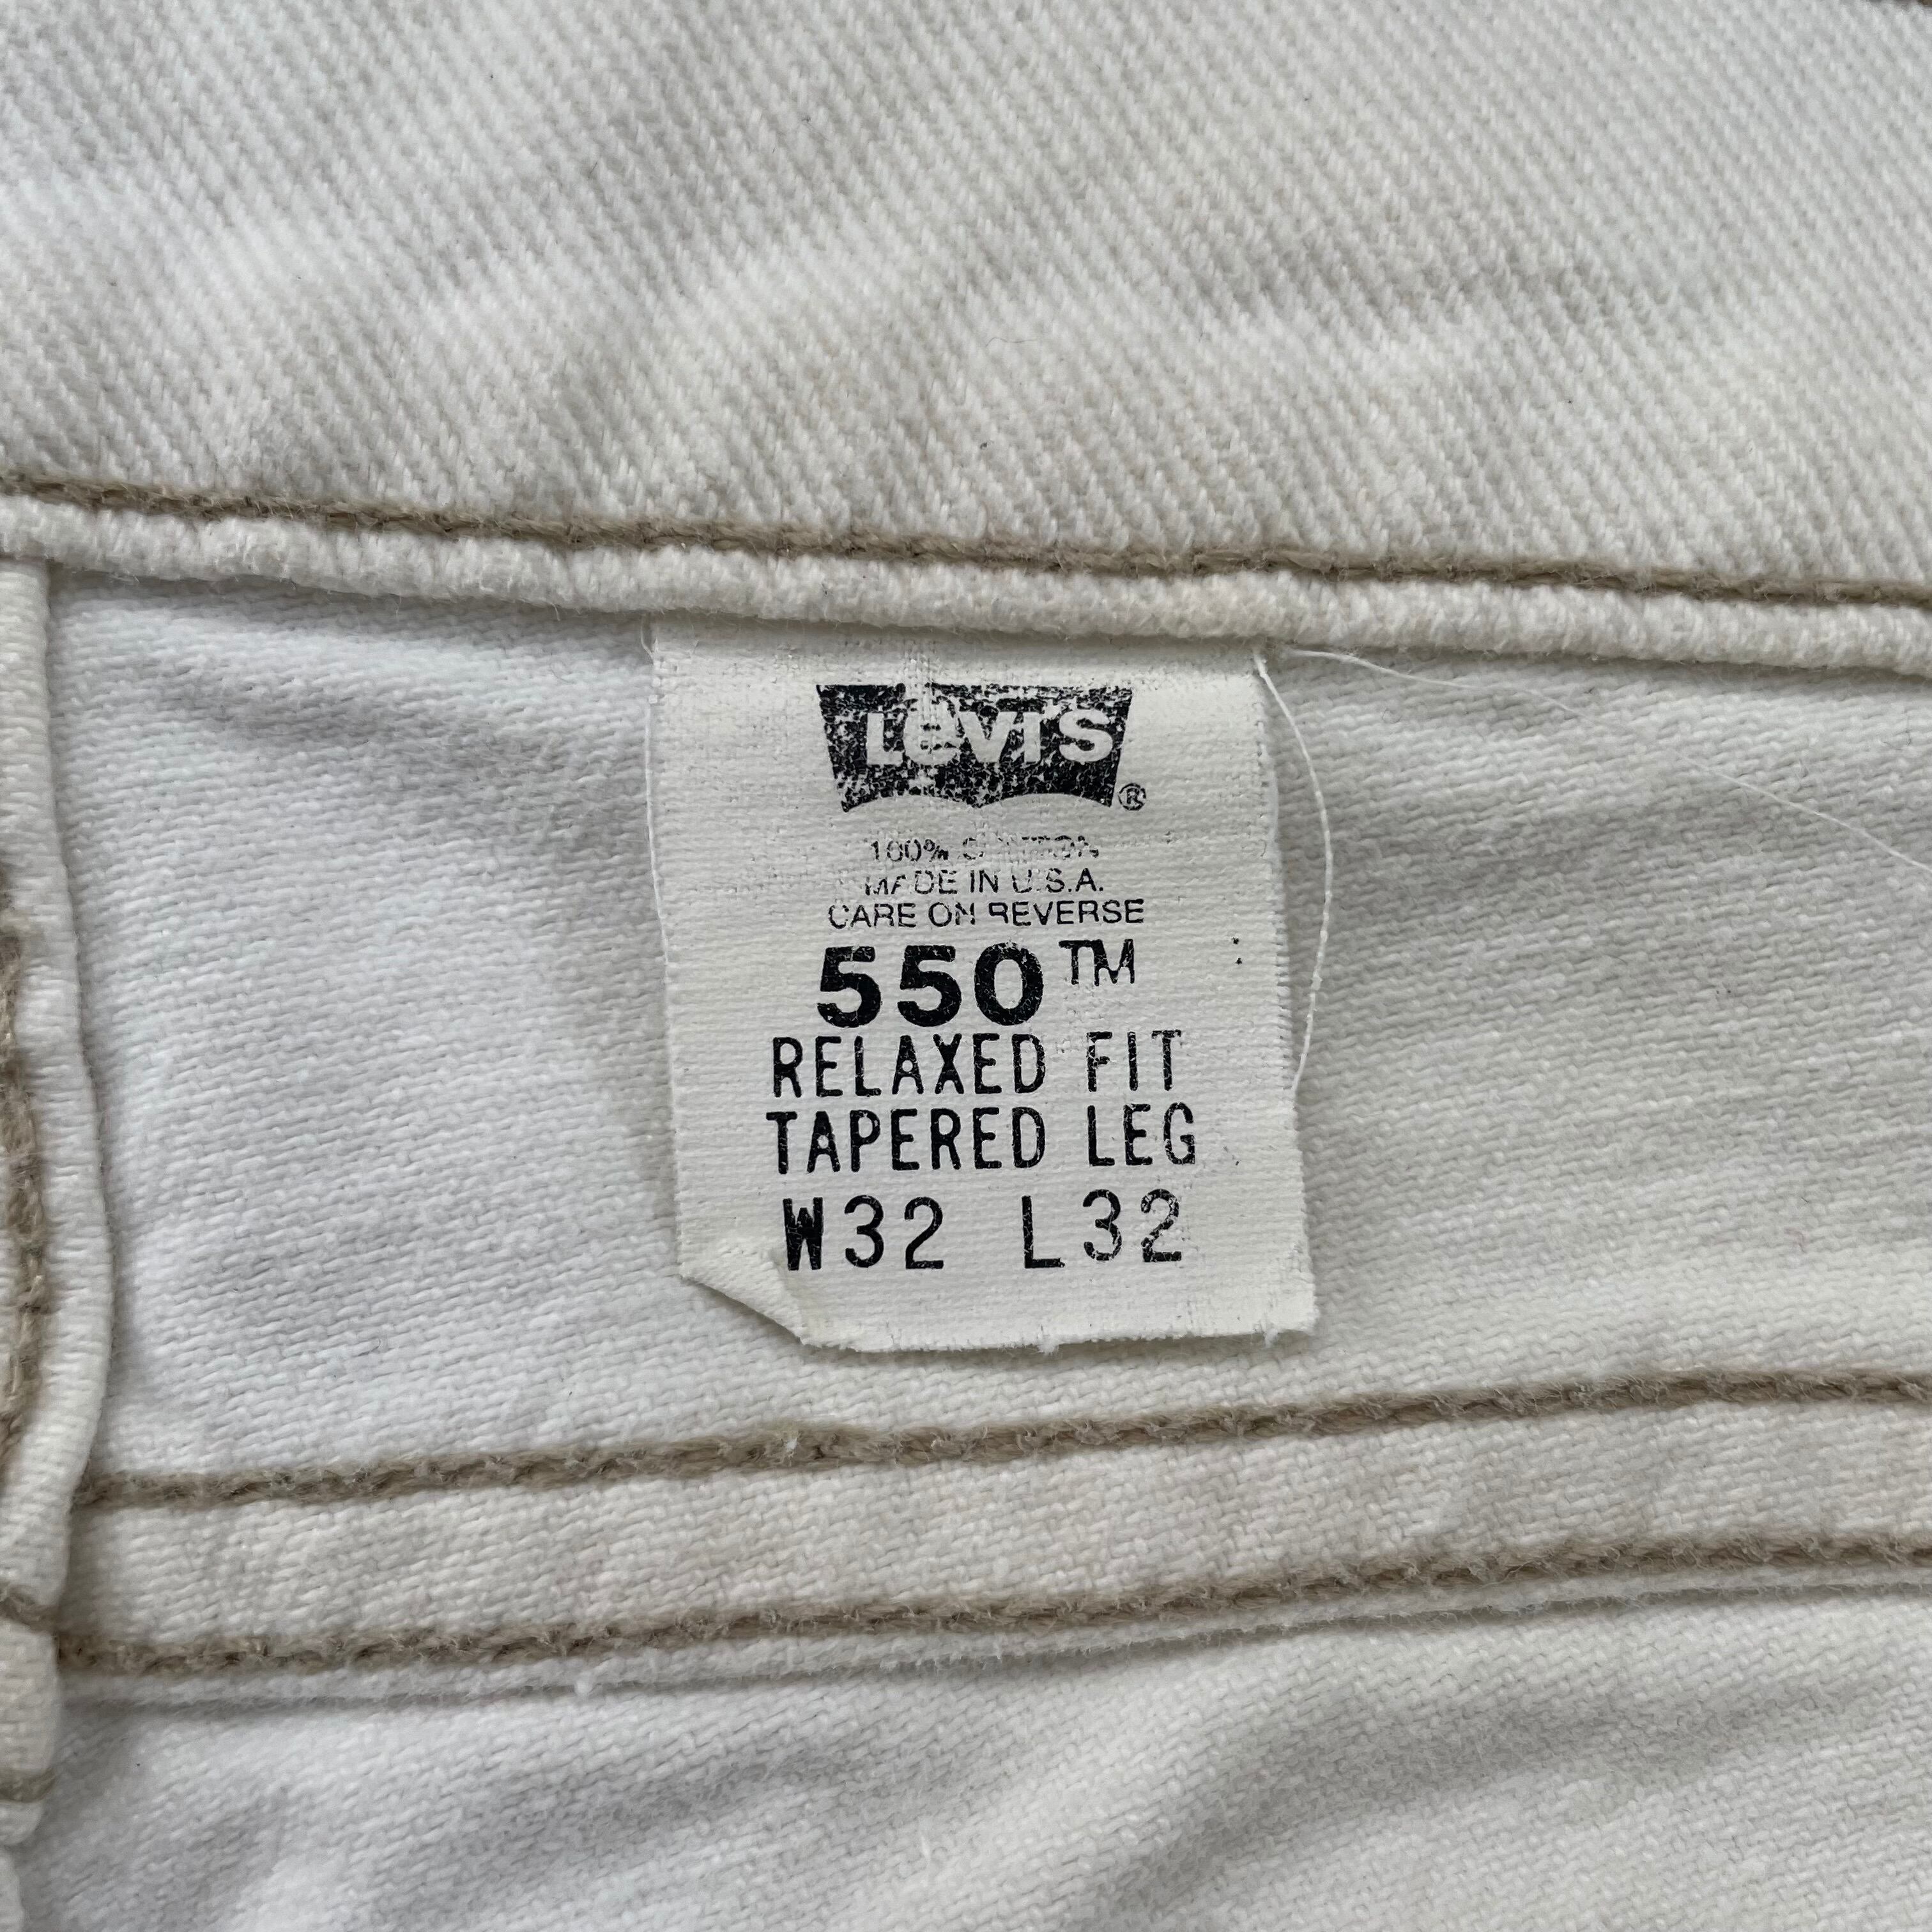 Levi's ®
100% COTTON
MADE IN U.S.A.
CARE ON REVERSE
550™
RELAXED FIT
TAPERED LEG
W32 L32